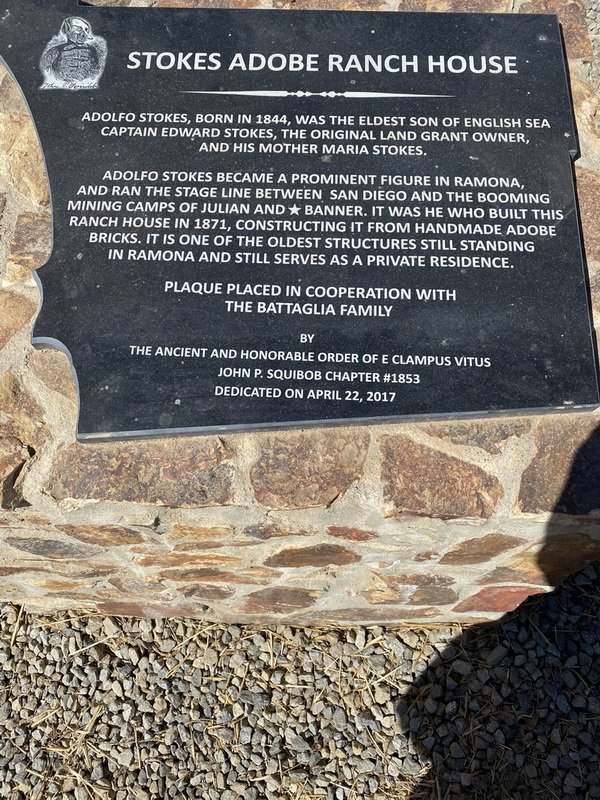 STOKES ADOBE RANCH HOUSE
ADOLFO STOKES, BORN IN 1844, WAS THE ELDEST SON OF ENGLISH SEA
CAPTAIN EDWARD STOKES, THE ORIGINAL LAND GRANT OWNER,
AND HIS MOTHER MARIA STOKES.
ADOLFO STOKES BECAME A PROMINENT FIGURE IN RAMONA,
AND RAN THE STAGE LINE BETWEEN SAN DIEGO AND THE BOOMING
MINING CAMPS OF JULIAN AND ★ BANNER. IT WAS HE WHO BUILT THIS
RANCH HOUSE IN 1871, CONSTRUCTING IT FROM HANDMADE ADOBE
BRICKS. IT IS ONE OF THE OLDEST STRUCTURES STILL STANDING
IN RAMONA AND STILL SERVES AS A PRIVATE RESIDENCE.
PLAQUE PLACED IN COOPERATION WITH
THE BATTAGLIA FAMILY
BY
THE ANCIENT AND HONORABLE ORDER OF E CLAMPUS VITUS
JOHN P. SQUIBOB CHAPTER #1853
DEDICATED ON APRIL 22, 2017